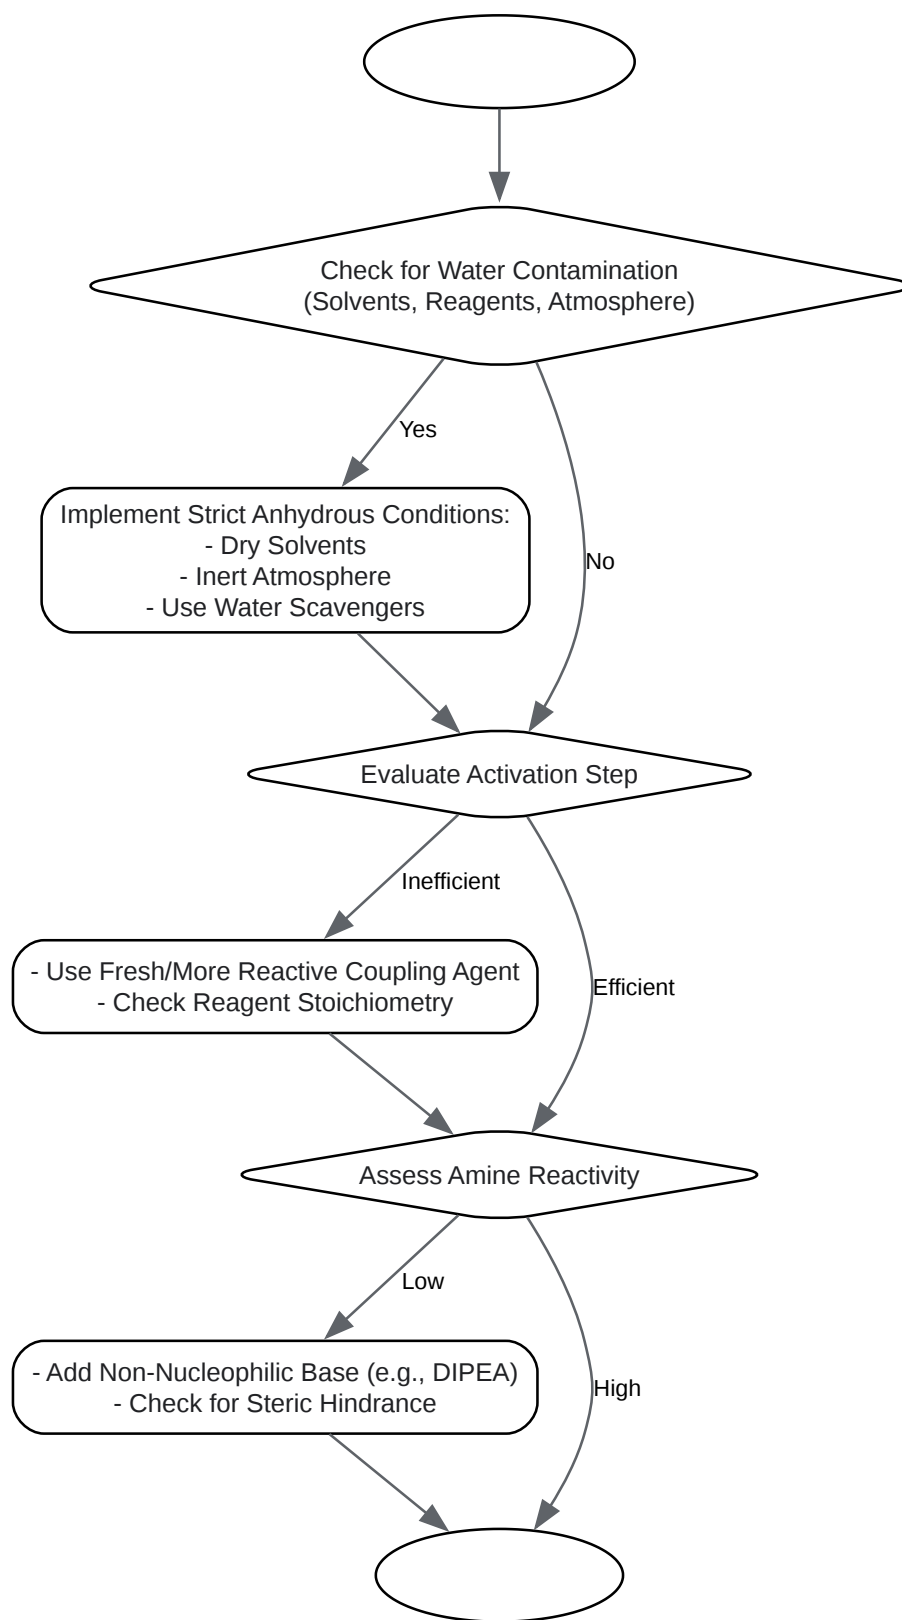 Check for Water Contamination
(Solvents, Reagents, Atmosphere)
Yes
Implement Strict Anhydrous Conditions:
- Dry Solvents
- Inert Atmosphere
- Use Water Scavengers
No
Evaluate Activation Step
Inefficient
- Use Fresh/More Reactive Coupling Agent
- Check Reagent Stoichiometry
Efficient
Assess Amine Reactivity
Low
- Add Non-Nucleophilic Base (e.g., DIPEA)
- Check for Steric Hindrance
High